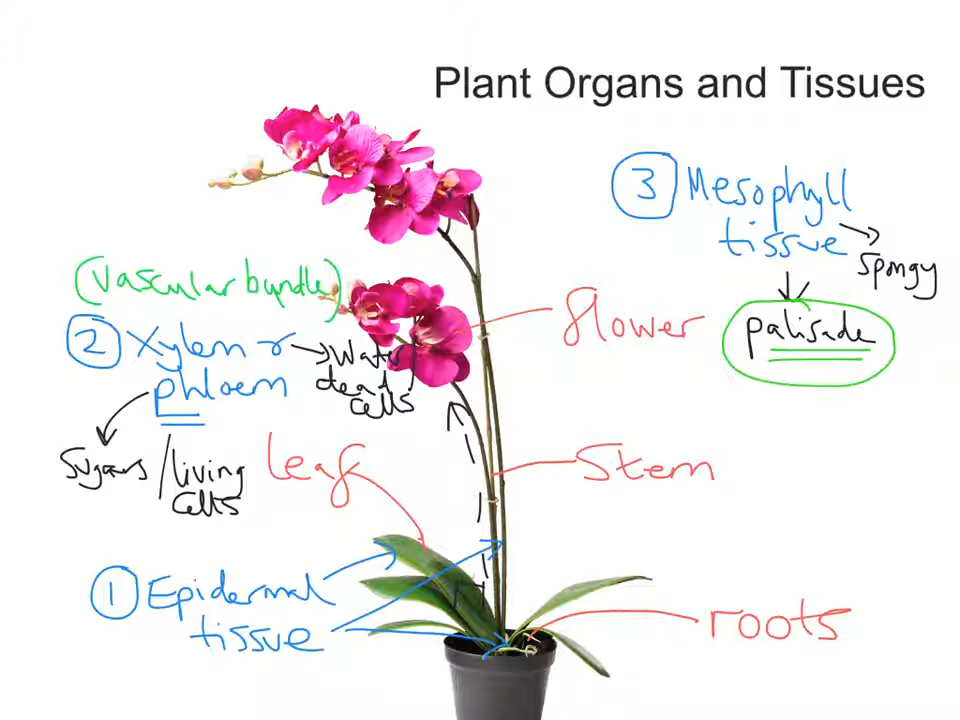 Plant Organs and Tissues
3 Mesophyll
tissue
Spongy
palisade
(Vascular bundle)
2 Xylem &
phloem
Water
dead
cells
Sugars
living
cells
flower
leaf
Stem
1 Epidermal
tissue
roots